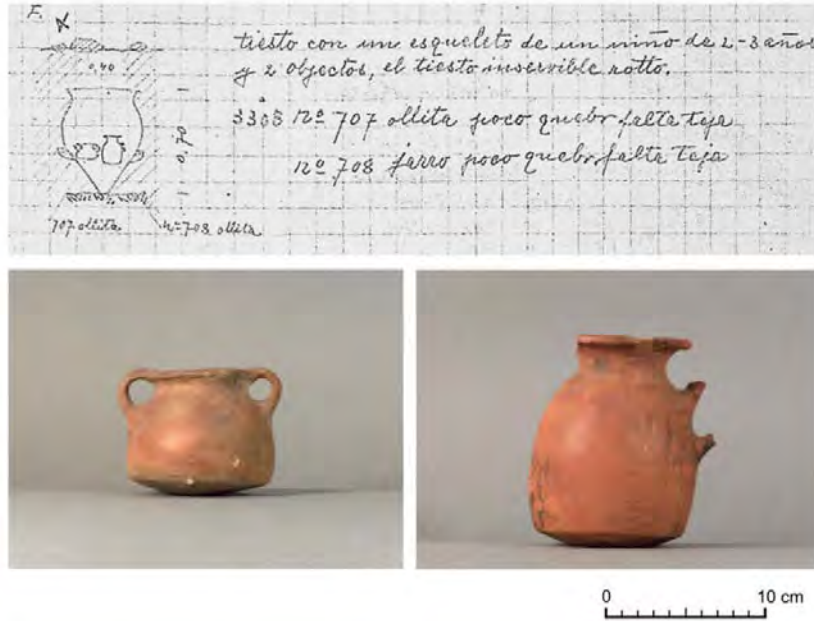 F.
tiesto con un esqueleto de un niño de 2-3 años
0,40
y 2 objectos, el tiesto inservible rotto.
3303 nº 707 ollita poco quebr falta teja
0,70
nº 708 jarro poco quebr falta teja
707 ollita
nº 708 ollita
0 10 cm